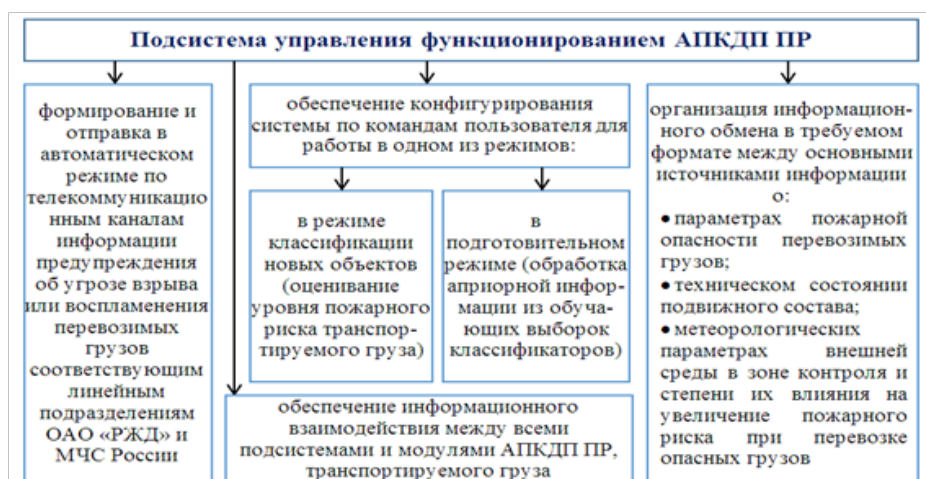 Подсистема управления функционированием АПКДП ПР
формирование и
отправка в
автоматическом
режиме по
телекоммуникацио
нным каналам
информации
предупреждения
об угрозе взрыва
или воспламенения
перевозимых
грузов
соответствующим
линейным
подразделениям
ОАО «РЖД» и
МЧС России
обеспечение конфигурирования
системы по командам пользователя для
работы в одном из режимов:
в режиме
классификации
новых объектов
(оценивание
уровня пожарного
риска транспор-
тируемого груза)
в
подготовительном
режиме (обработка
априорной инфор-
мации из обуча-
ющих выборок
классификаторов)
обеспечение информационного
взаимодействия между всеми
подсистемами и модулями АПКДП ПР,
транспортируемого груза
организация информацион-
ного обмена в требуемом
формате между основными
источниками информации
о:
• параметрах пожарной
опасности перевозимых
грузов;
• техническом состоянии
подвижного состава;
• метеорологических
параметрах внешней
среды в зоне контроля и
степени их влияния на
увеличение пожарного
риска при перевозке
опасных грузов